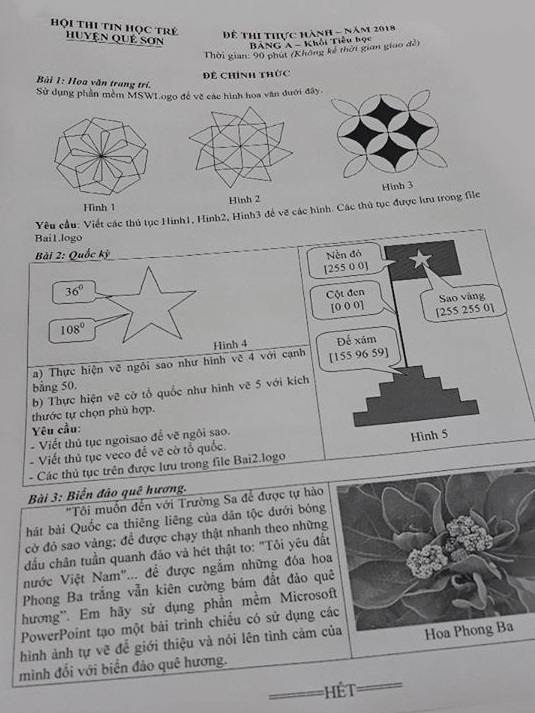 HỘI THI TIN HỌC TRẺ
HUYỆN QUẾ SƠN
ĐỀ THI THỰC HÀNH – NĂM 2018
BẢNG A – Khối Tiểu học
Thời gian: 90 phút (Không kể thời gian giao đề)
ĐỀ CHÍNH THỨC
Bài 1: Hoa văn trang trí.
Sử dụng phần mềm MSWLogo để vẽ các hình hoa văn dưới đây.
Hình 1
Hình 2
Hình 3
Yêu cầu: Viết các thủ tục Hinh1, Hinh2, Hinh3 để vẽ các hình. Các thủ tục được lưu trong file
Bai1.logo
Bài 2: Quốc kỳ
36⁰
108⁰
Hình 4
a) Thực hiện vẽ ngôi sao như hình vẽ 4 với cạnh
bằng 50.
b) Thực hiện vẽ cờ tổ quốc như hình vẽ 5 với kích
thước tự chọn phù hợp.
Yêu cầu:
- Viết thủ tục ngoisao để vẽ ngôi sao.
- Viết thủ tục veco để vẽ cờ tổ quốc.
- Các thủ tục trên được lưu trong file Bai2.logo
Nền đỏ
[255 0 0]
Cột đen
[0 0 0]
Sao vàng
[255 255 0]
Đế xám
[155 96 59]
Hình 5
Bài 3: Biển đảo quê hương.
"Tôi muốn đến với Trường Sa để được tự hào
hát bài Quốc ca thiêng liêng của dân tộc dưới bóng
cờ đỏ sao vàng; để được chạy thật nhanh theo những
dấu chân tuần quanh đảo và hét thật to: "Tôi yêu đất
nước Việt Nam"... để được ngắm những đóa hoa
Phong Ba trắng vẫn kiên cường bám đất đảo quê
hương". Em hãy sử dụng phần mềm Microsoft
PowerPoint tạo một bài trình chiếu có sử dụng các
hình ảnh tự vẽ để giới thiệu và nói lên tình cảm của
mình đối với biển đảo quê hương.
Hoa Phong Ba
HẾT